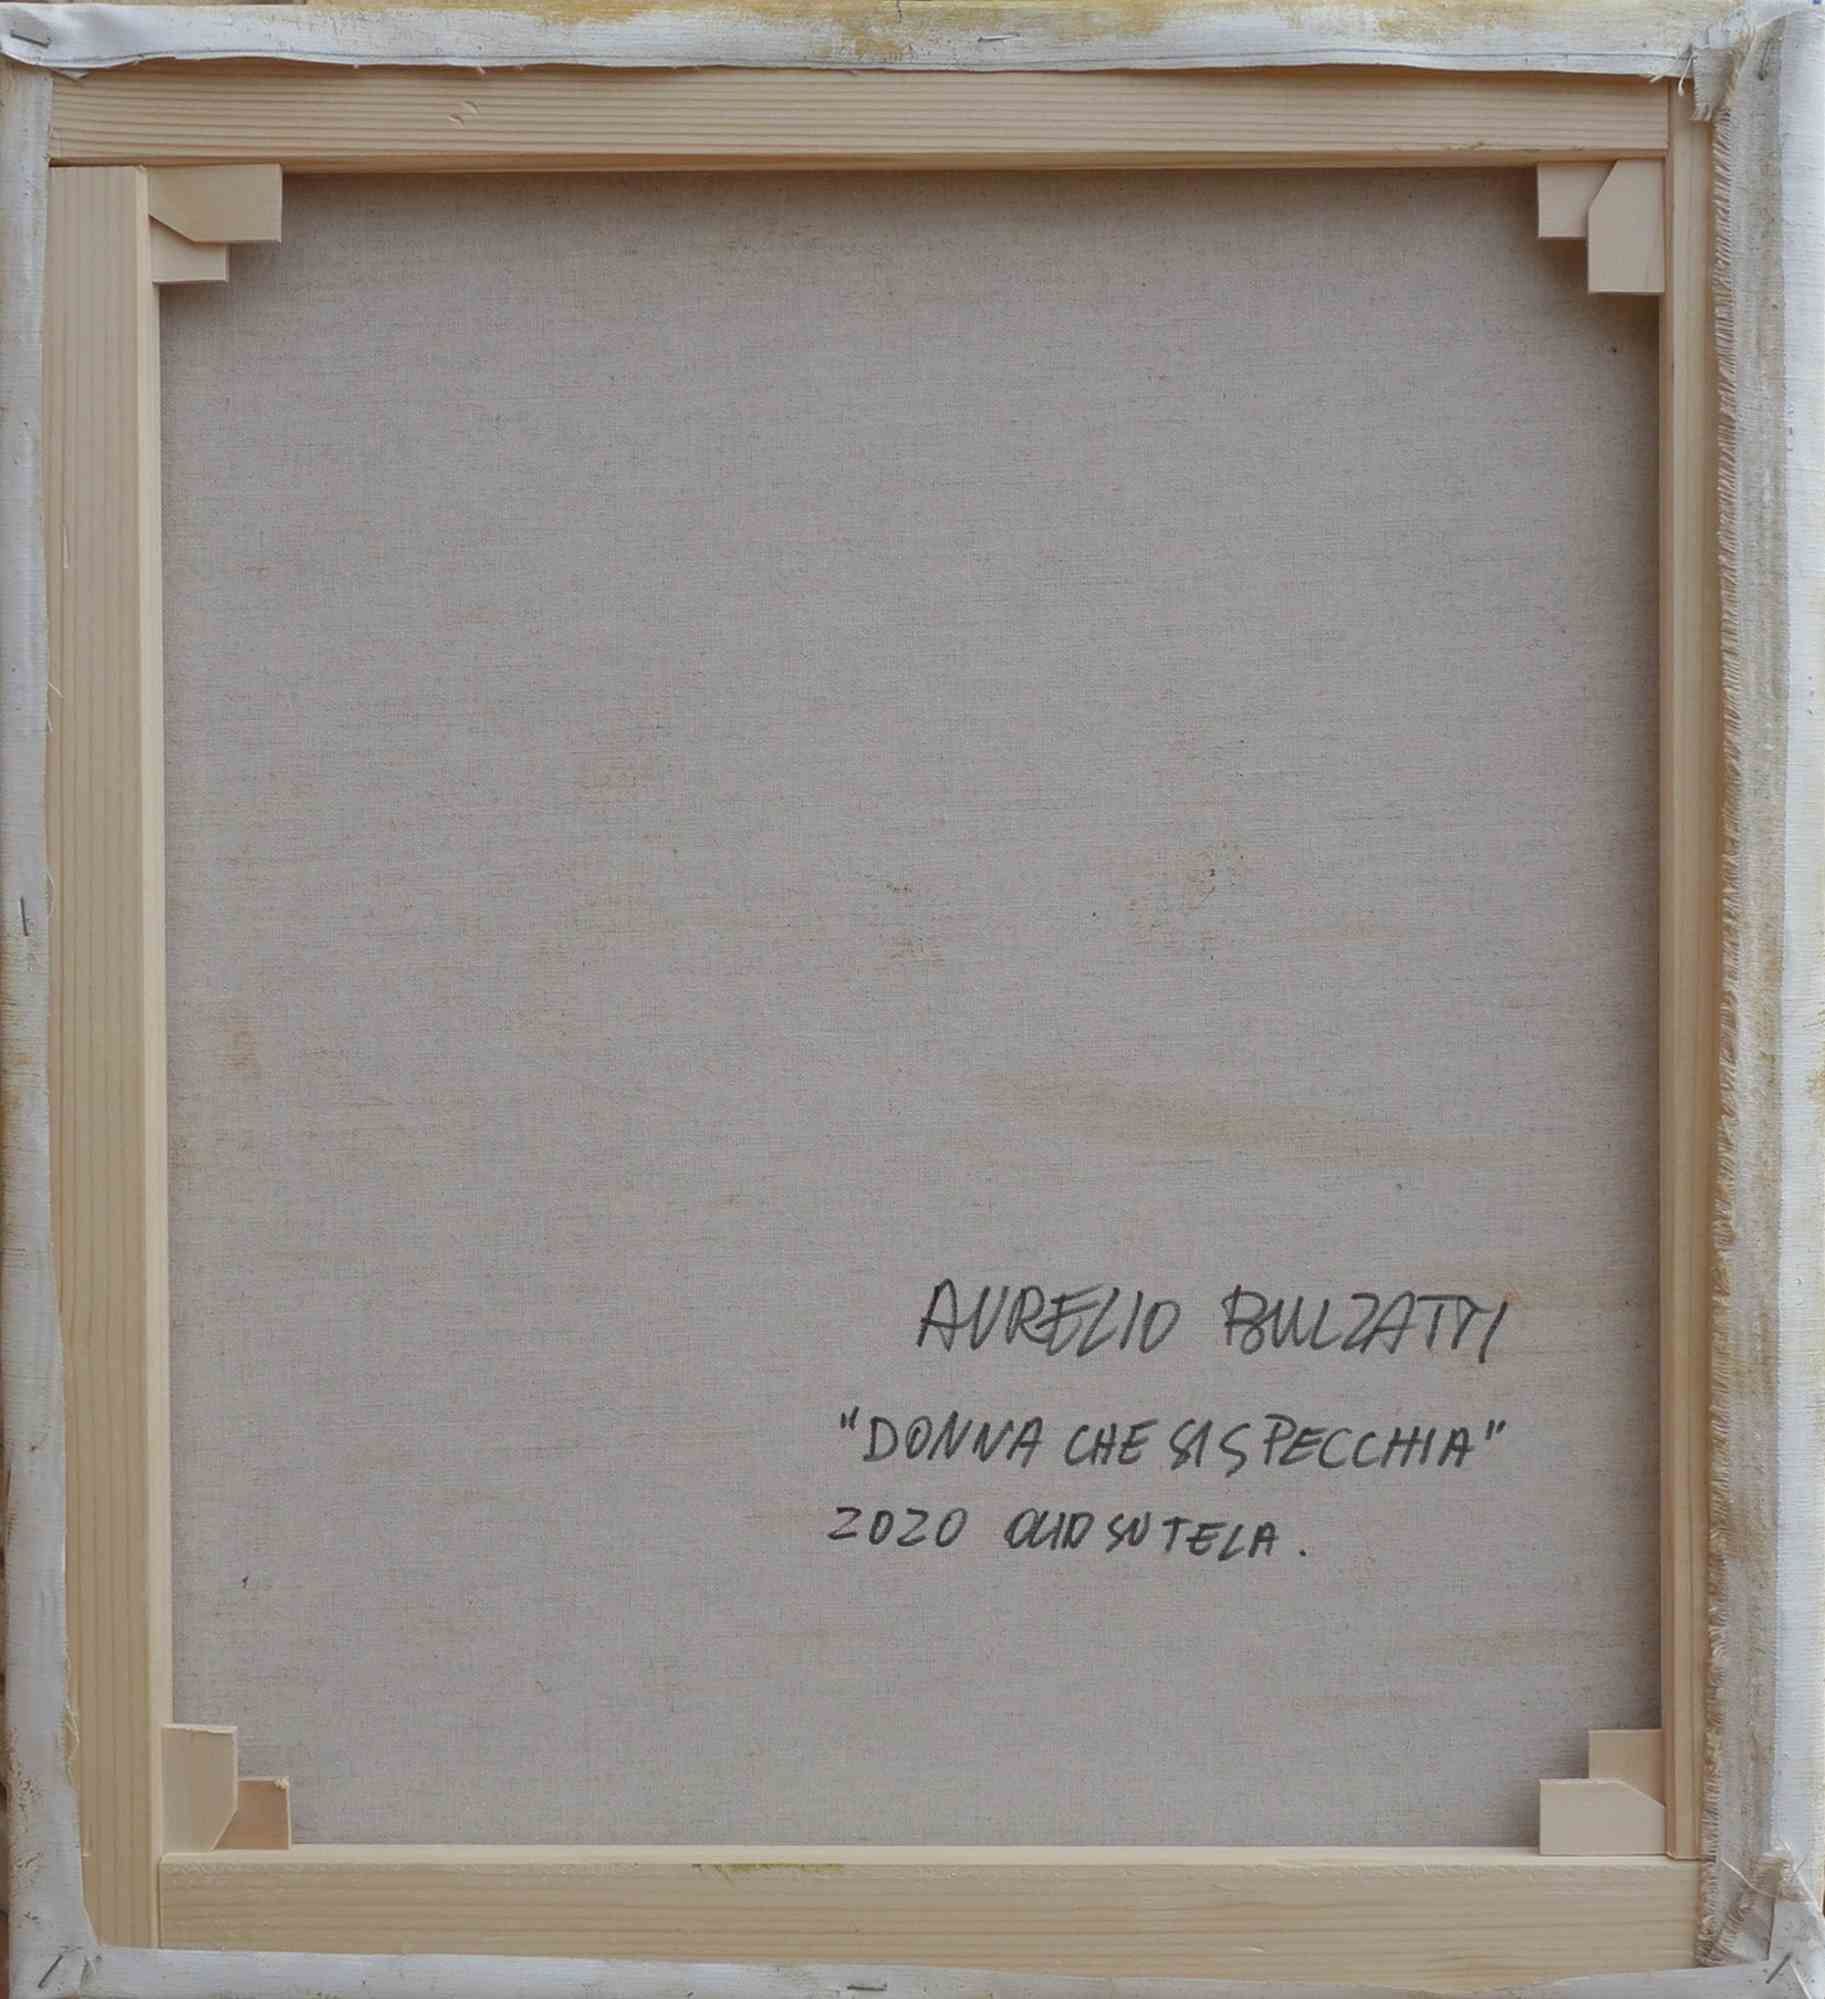 AURELIO BULZATTI
"DONNA CHE SI SPECCHIA"
2020 OLIO SU TELA.